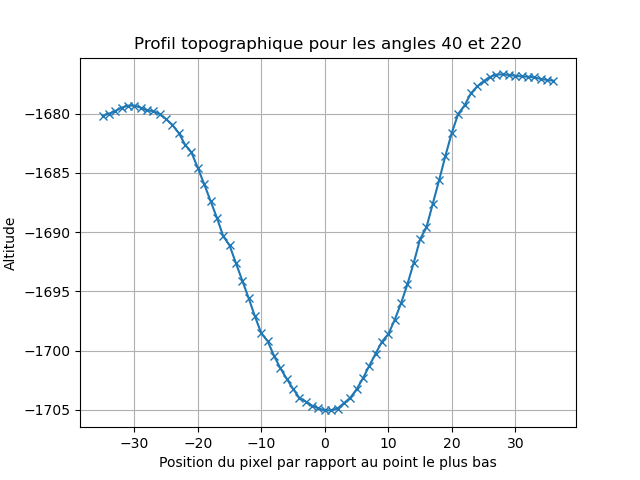 Profil topographique pour les angles 40 et 220
Altitude
−1680
−1685
−1690
−1695
−1700
−1705
−30 −20 −10 0 10 20 30
Position du pixel par rapport au point le plus bas